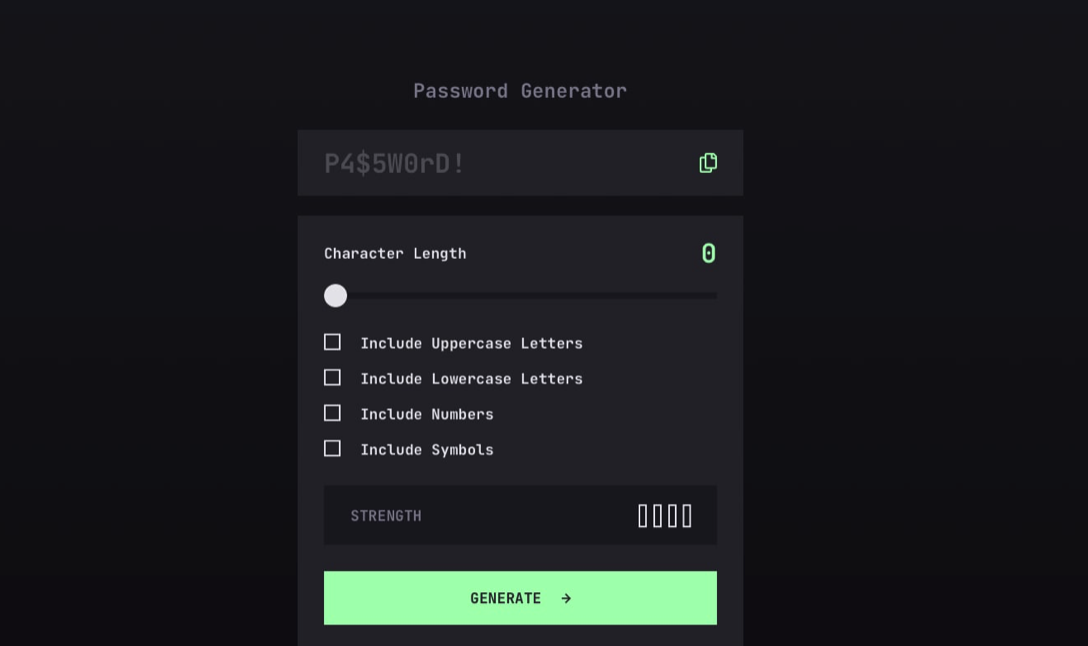 Password Generator
P4$5W0rD!
Character Length 0
Include Uppercase Letters
Include Lowercase Letters
Include Numbers
Include Symbols
STRENGTH
GENERATE →